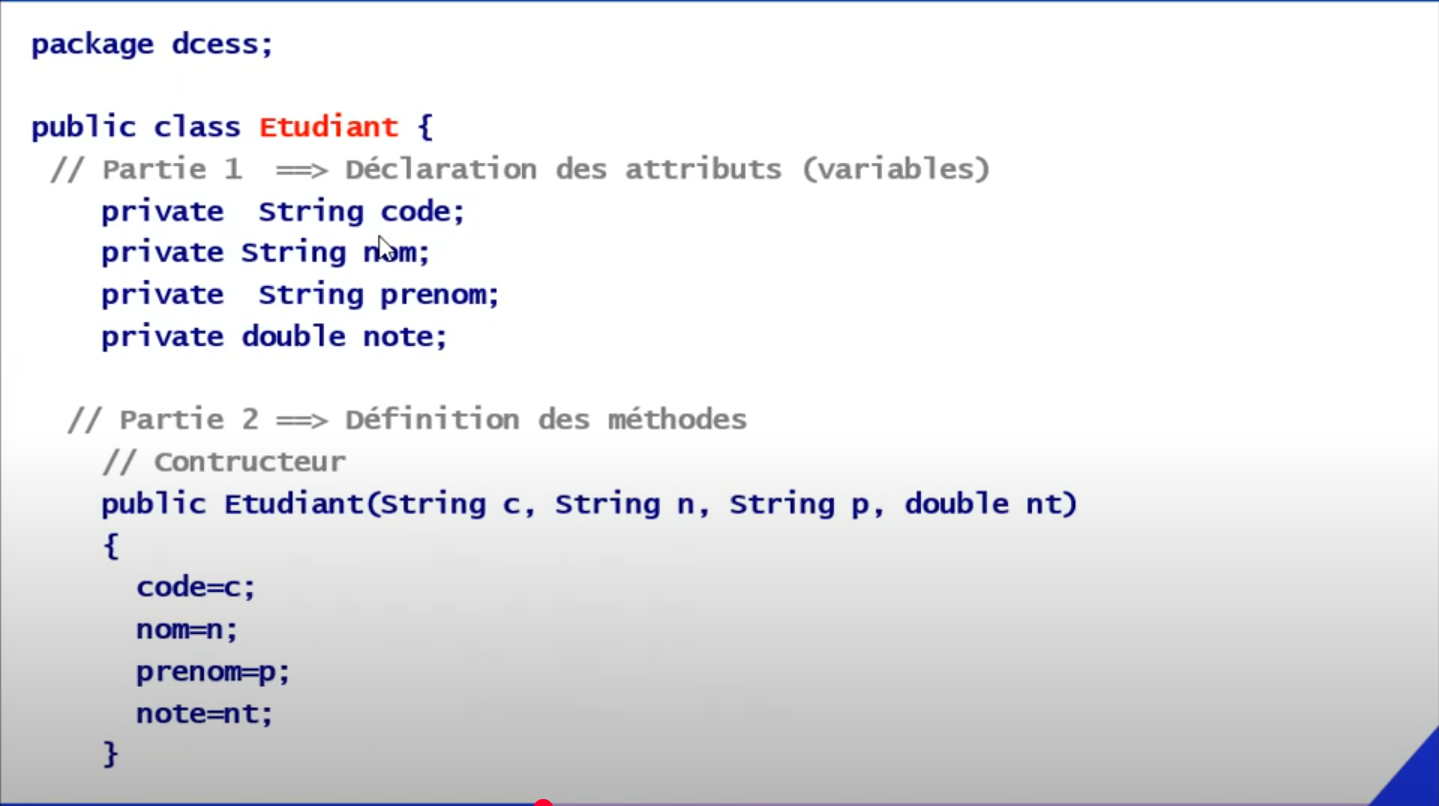 package dcess;
public class Etudiant {
// Partie 1  ==> Déclaration des attributs (variables)
private  String code;
private String nom;
private  String prenom;
private double note;
// Partie 2 ==> Définition des méthodes
// Contructeur
public Etudiant(String c, String n, String p, double nt)
{
code=c;
nom=n;
prenom=p;
note=nt;
}